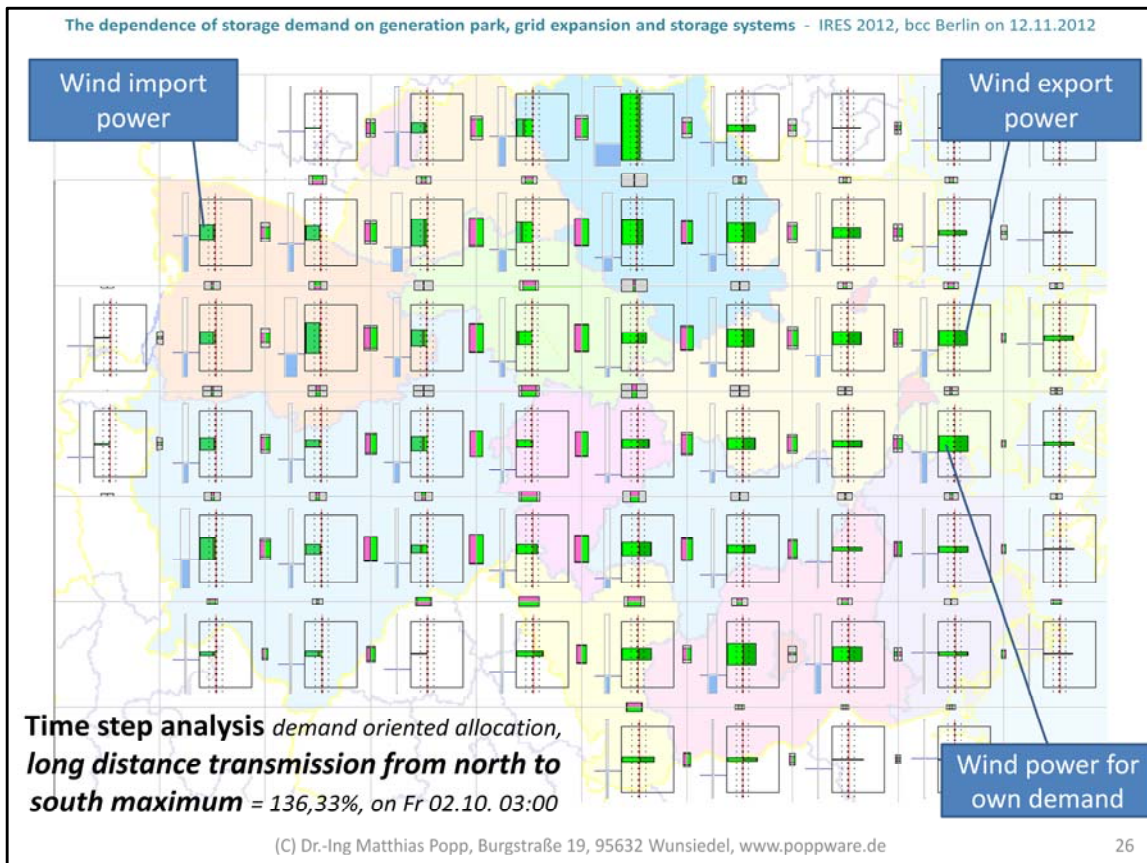 The dependence of storage demand on generation park, grid expansion and storage systems - IRES 2012, bcc Berlin on 12.11.2012
Wind import
power
Wind export
power
Time step analysis demand oriented allocation,
long distance transmission from north to
south maximum = 136,33%, on Fr 02.10. 03:00
Wind power for
own demand
(C) Dr.-Ing Matthias Popp, Burgstraße 19, 95632 Wunsiedel, www.poppware.de
26